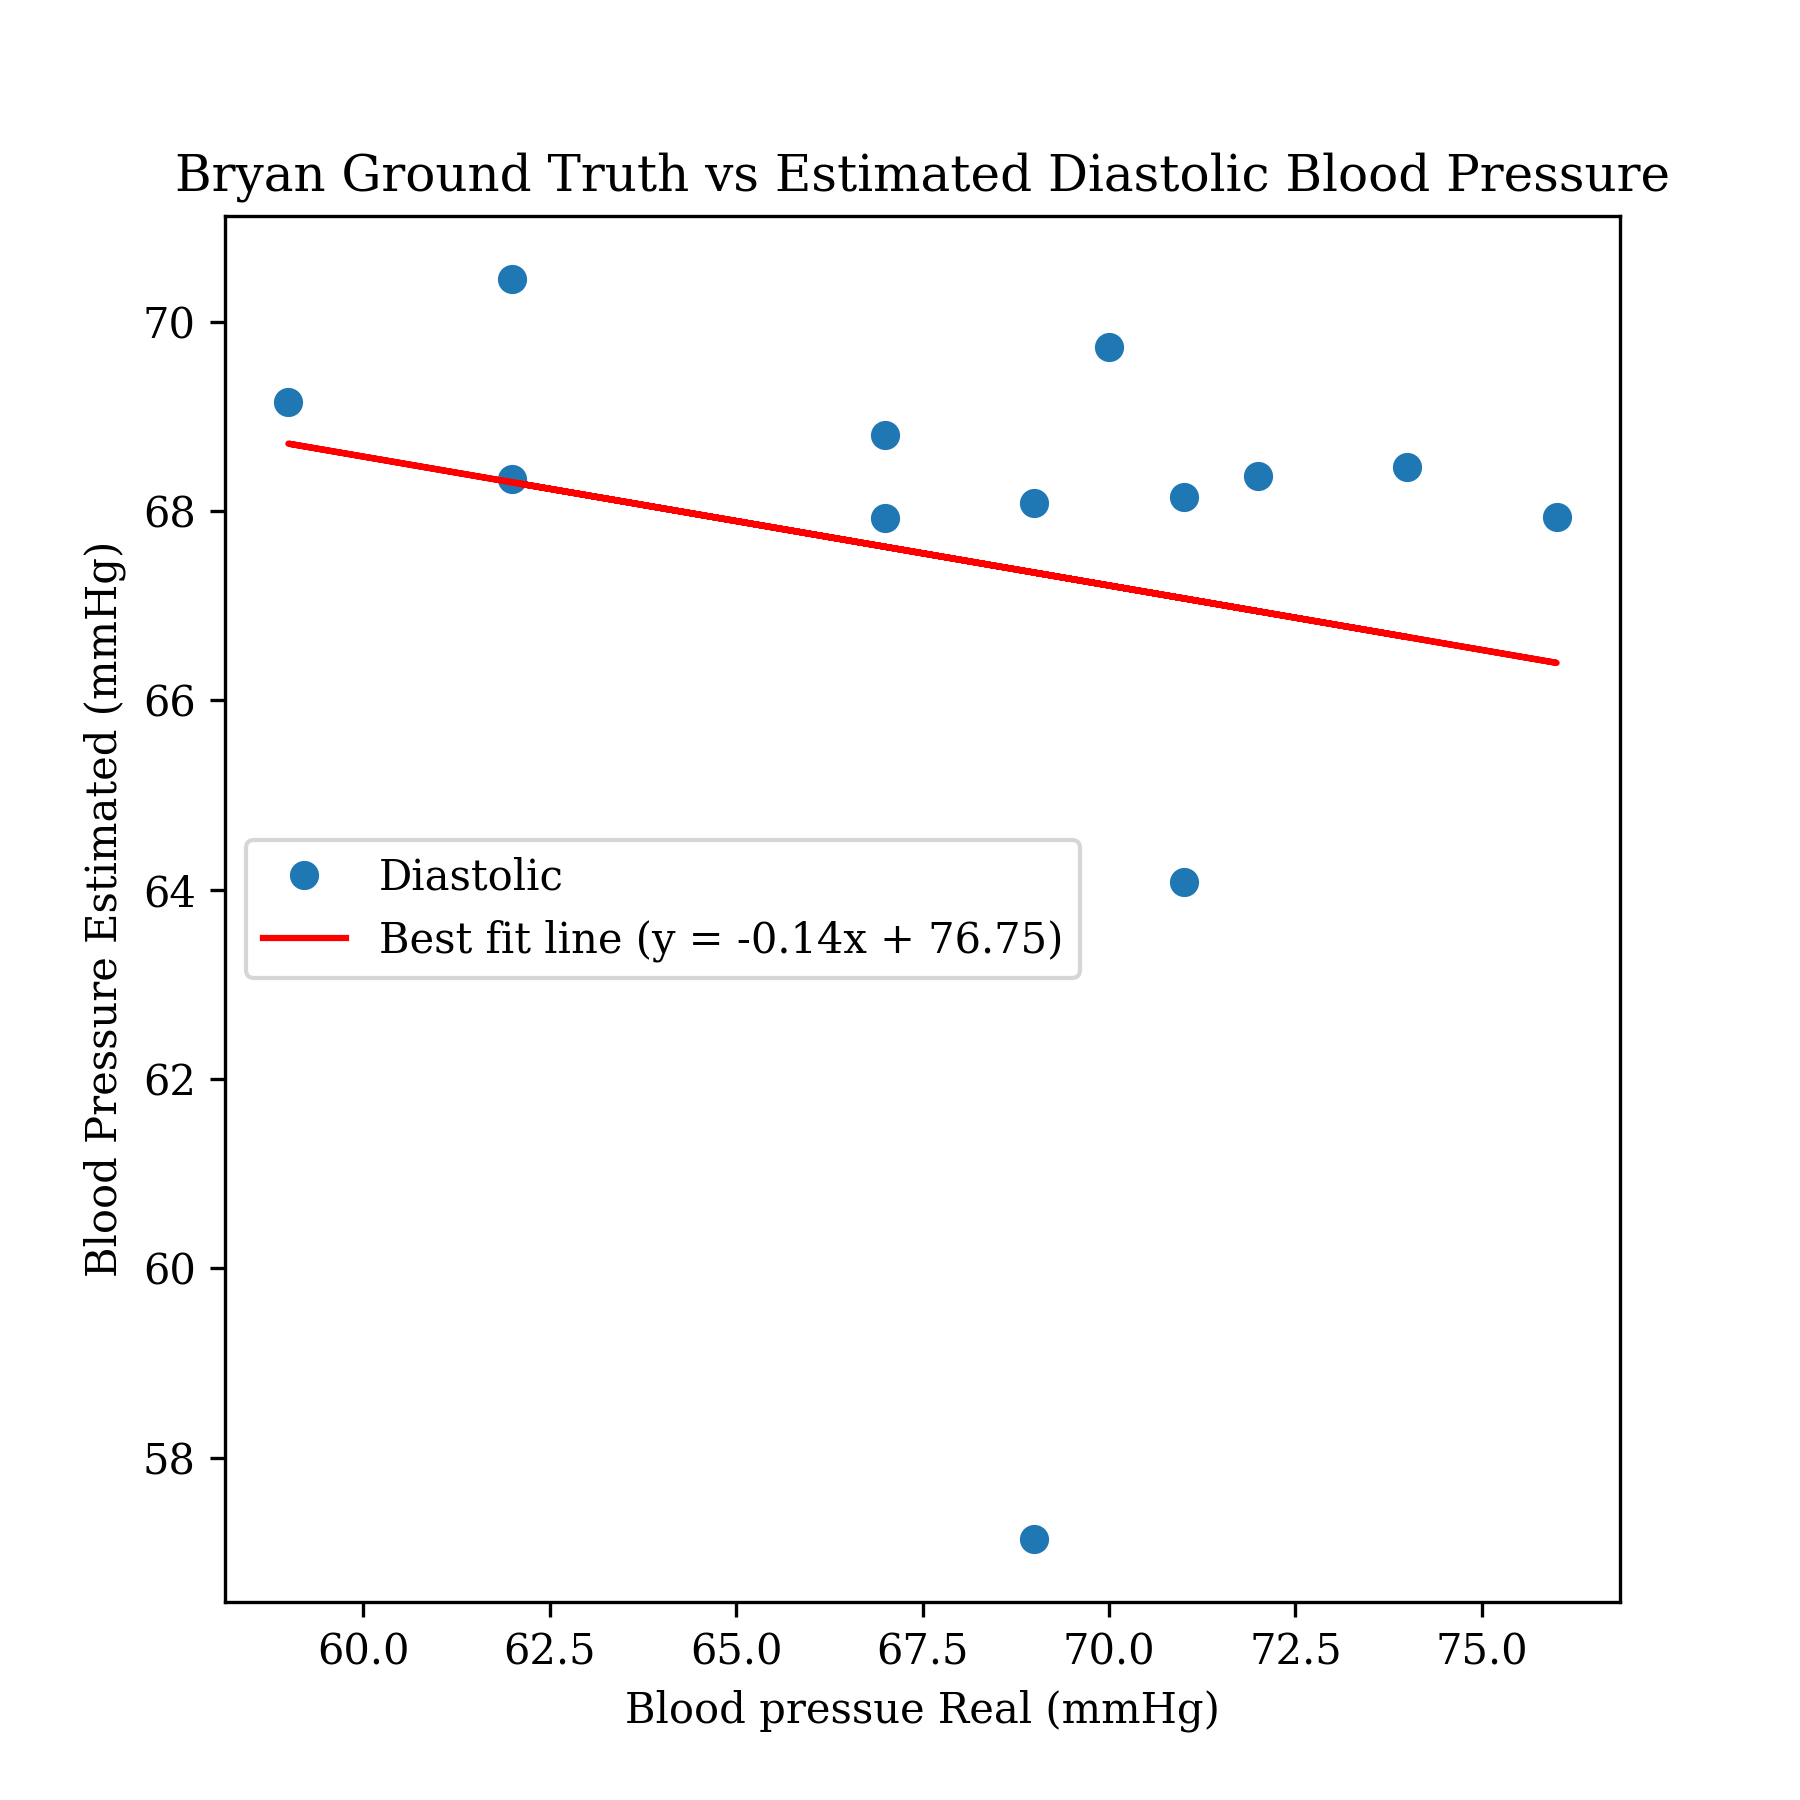 Bryan Ground Truth vs Estimated Diastolic Blood Pressure
70
68
66
64
62
60
58
Blood Pressure Estimated (mmHg)
Diastolic
Best fit line (y = -0.14x + 76.75)
60.0 62.5 65.0 67.5 70.0 72.5 75.0
Blood pressue Real (mmHg)